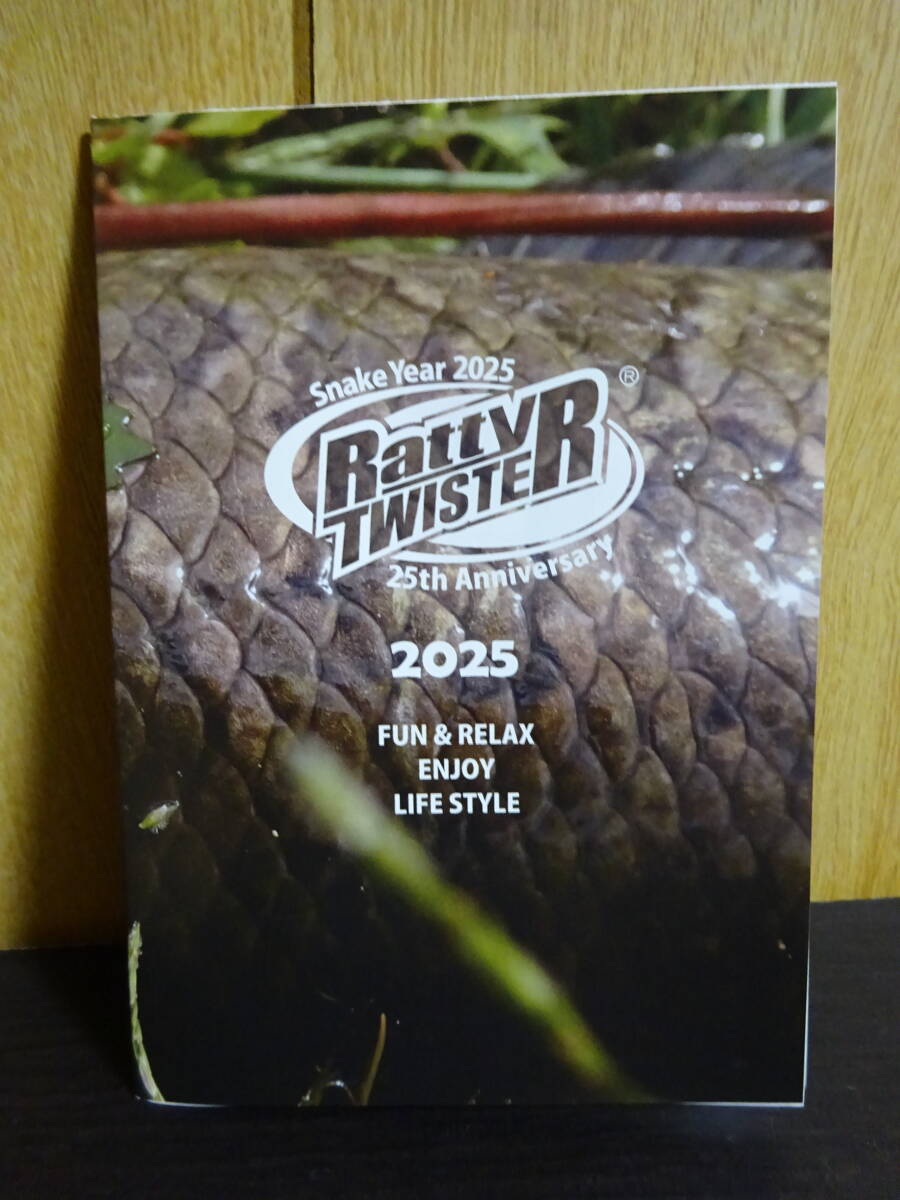 Snake Year 2025
RattyR
TWISTER
®
25th Anniversary
2025
FUN & RELAX
ENJOY
LIFE STYLE